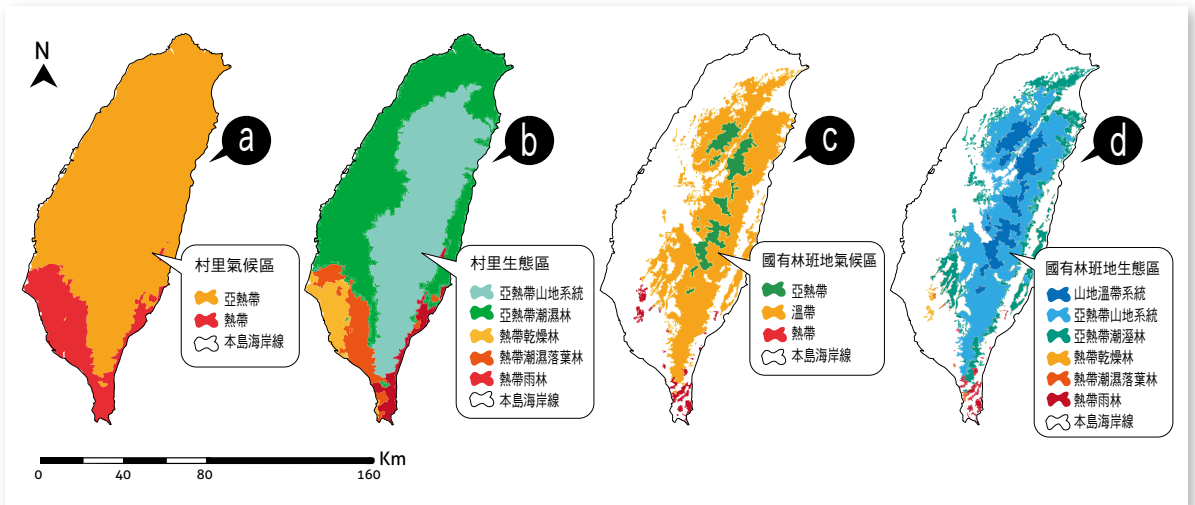 N
a
村里氣候區
亞熱帶
熱帶
本島海岸線
b
村里生態區
亞熱帶山地系統
亞熱帶潮濕林
熱帶乾燥林
熱帶潮濕落葉林
熱帶雨林
本島海岸線
c
國有林班地氣候區
亞熱帶
溫帶
熱帶
本島海岸線
d
國有林班地生態區
山地溫帶系統
亞熱帶山地系統
亞熱帶潮溼林
熱帶乾燥林
熱帶潮濕落葉林
熱帶雨林
本島海岸線
0 40 80 160 Km